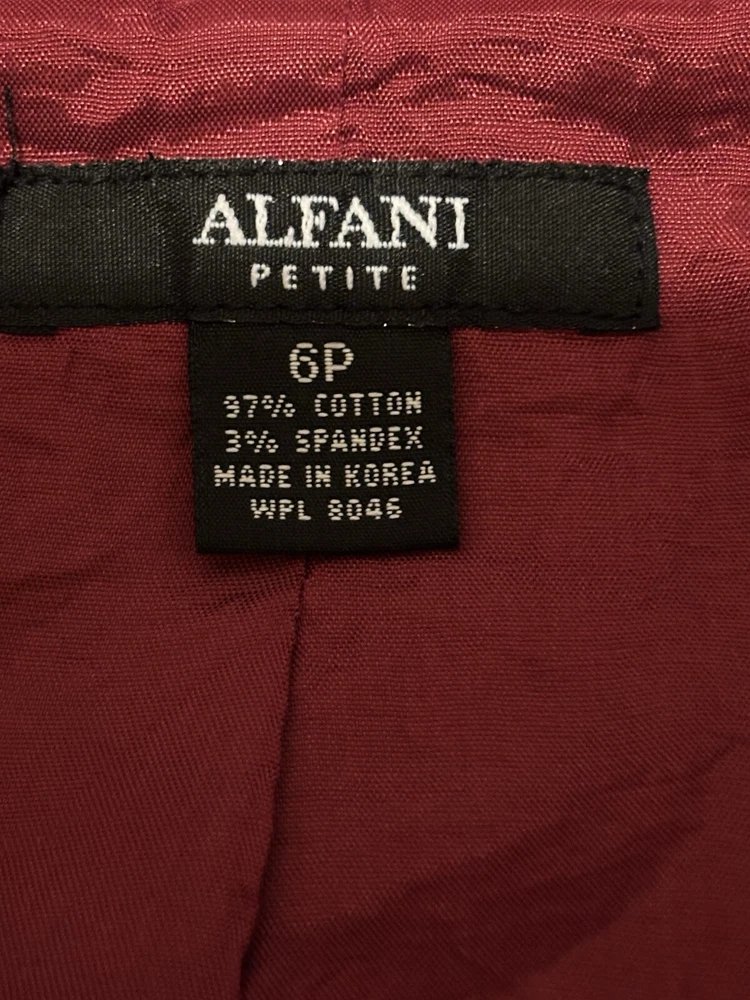 ALFANI
PETITE
6P
97% COTTON
3% SPANDEX
MADE IN KOREA
WPL 8046